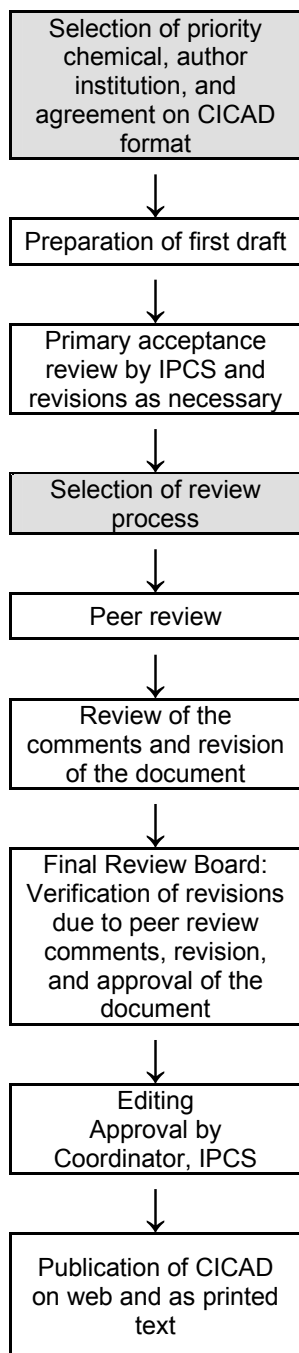 Selection of priority
chemical, author
institution, and
agreement on CICAD
format
Preparation of first draft
Primary acceptance
review by IPCS and
revisions as necessary
Selection of review
process
Peer review
Review of the
comments and revision
of the document
Final Review Board:
Verification of revisions
due to peer review
comments, revision,
and approval of the
document
Editing
Approval by
Coordinator, IPCS
Publication of CICAD
on web and as printed
text